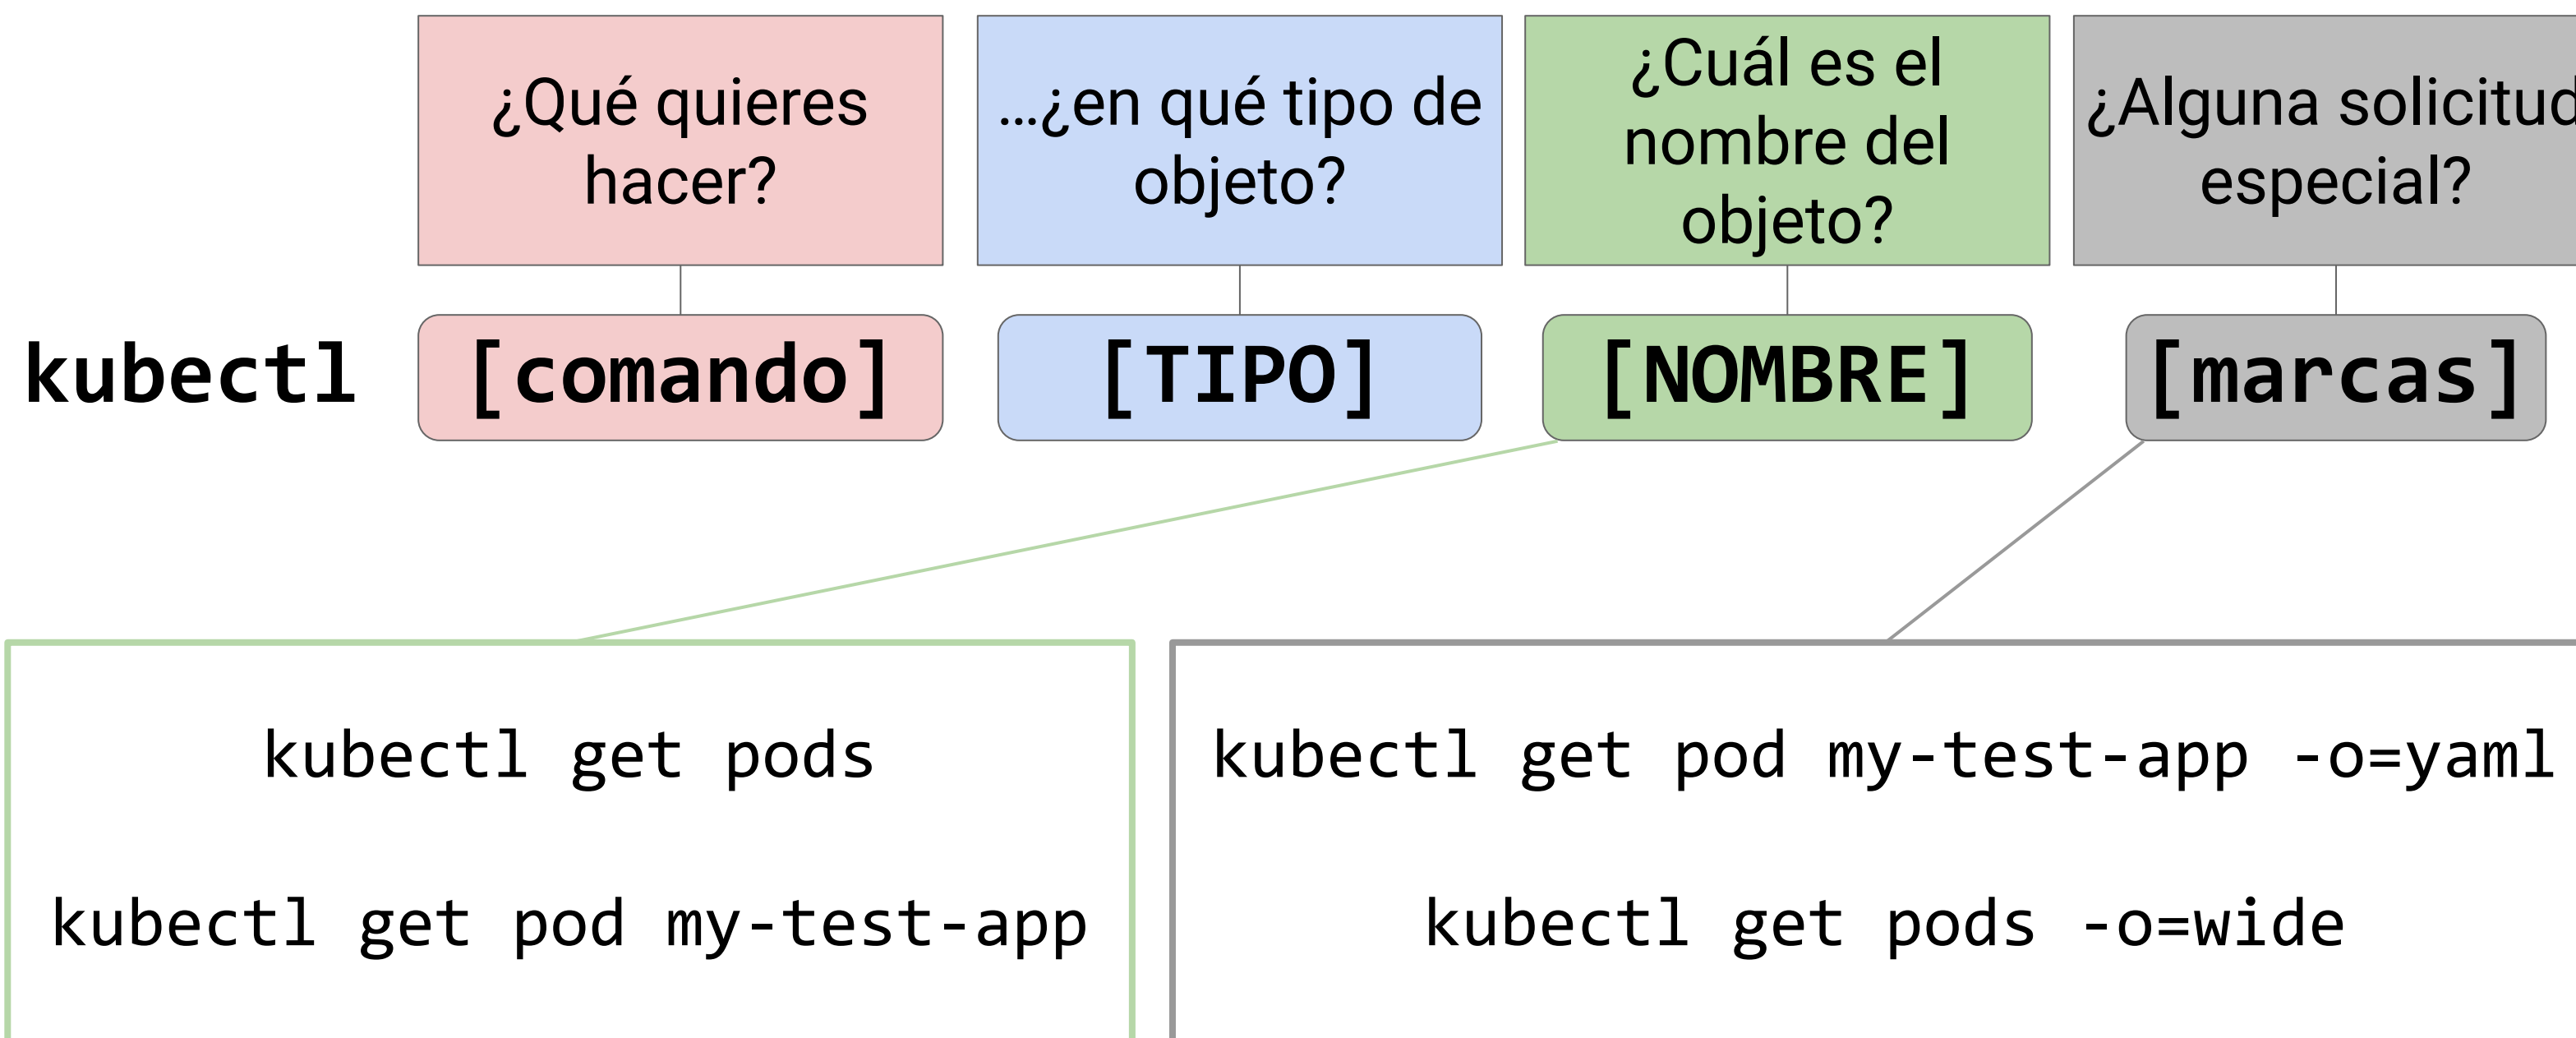 ¿Qué quieres
hacer?
...¿en qué tipo de
objeto?
¿Cuál es el
nombre del
objeto?
¿Alguna solicitud
especial?
kubectl [comando] [TIPO] [NOMBRE] [marcas]
kubectl get pods
kubectl get pod my-test-app
kubectl get pod my-test-app -o=yaml
kubectl get pods -o=wide